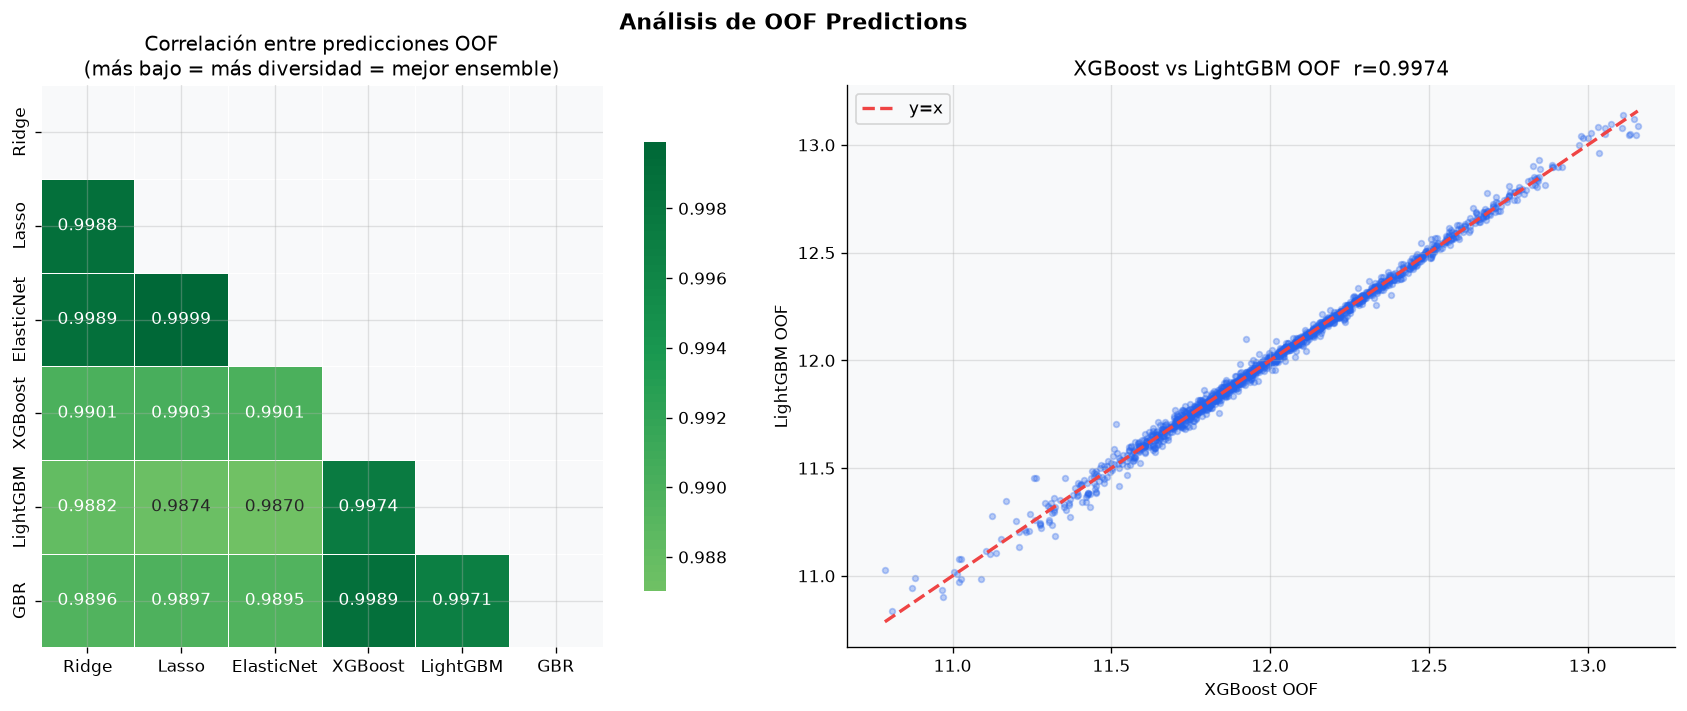 Análisis de OOF Predictions
Correlación entre predicciones OOF
(más bajo = más diversidad = mejor ensemble)
Ridge
Lasso
ElasticNet
XGBoost
LightGBM
GBR
0.9988
0.9989 0.9999
0.9901 0.9903 0.9901
0.9882 0.9874 0.9870 0.9974
0.9896 0.9897 0.9895 0.9989 0.9971
Ridge Lasso ElasticNet XGBoost LightGBM GBR
0.998
0.996
0.994
0.992
0.990
0.988
XGBoost vs LightGBM OOF  r=0.9974
y=x
LightGBM OOF
13.0
12.5
12.0
11.5
11.0
11.0 11.5 12.0 12.5 13.0
XGBoost OOF